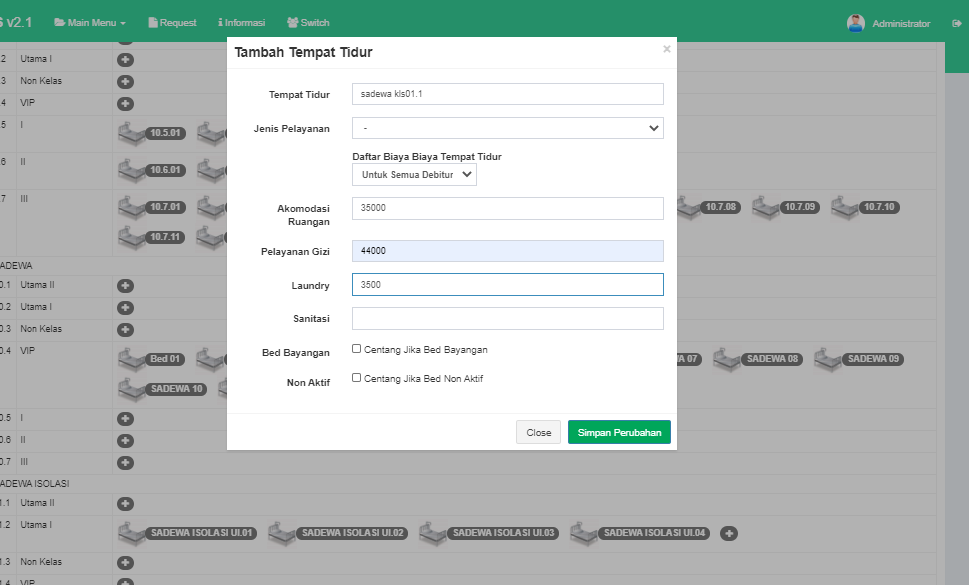 S v2.1 Main Menu Request Informasi Switch Administrator
Tambah Tempat Tidur ×
Tempat Tidur sadewa kls01.1
Jenis Pelayanan -
Daftar Biaya Biaya Tempat Tidur
Untuk Semua Debitur
Akomodasi Ruangan 35000
Pelayanan Gizi 44000
Laundry 3500
Sanitasi
Bed Bayangan Centang Jika Bed Bayangan
Non Aktif Centang Jika Bed Non Aktif
Close Simpan Perubahan
.2 Utama I
.3 Non Kelas
.4 VIP
.5 I 10.5.01
.6 II 10.6.01
.7 III 10.7.01 10.7.08 10.7.09 10.7.10
10.7.11
ADEWA
0.1 Utama II
0.2 Utama I
0.3 Non Kelas
0.4 VIP Bed 01 A 07 SADEWA 08 SADEWA 09
SADEWA 10
0.5 I
0.6 II
0.7 III
ADEWA ISOLASI
1.1 Utama II
1.2 Utama I SADEWA ISOLASI UI.01 SADEWA ISOLASI UI.02 SADEWA ISOLASI UI.03 SADEWA ISOLASI UI.04
1.3 Non Kelas
1.4 VIP